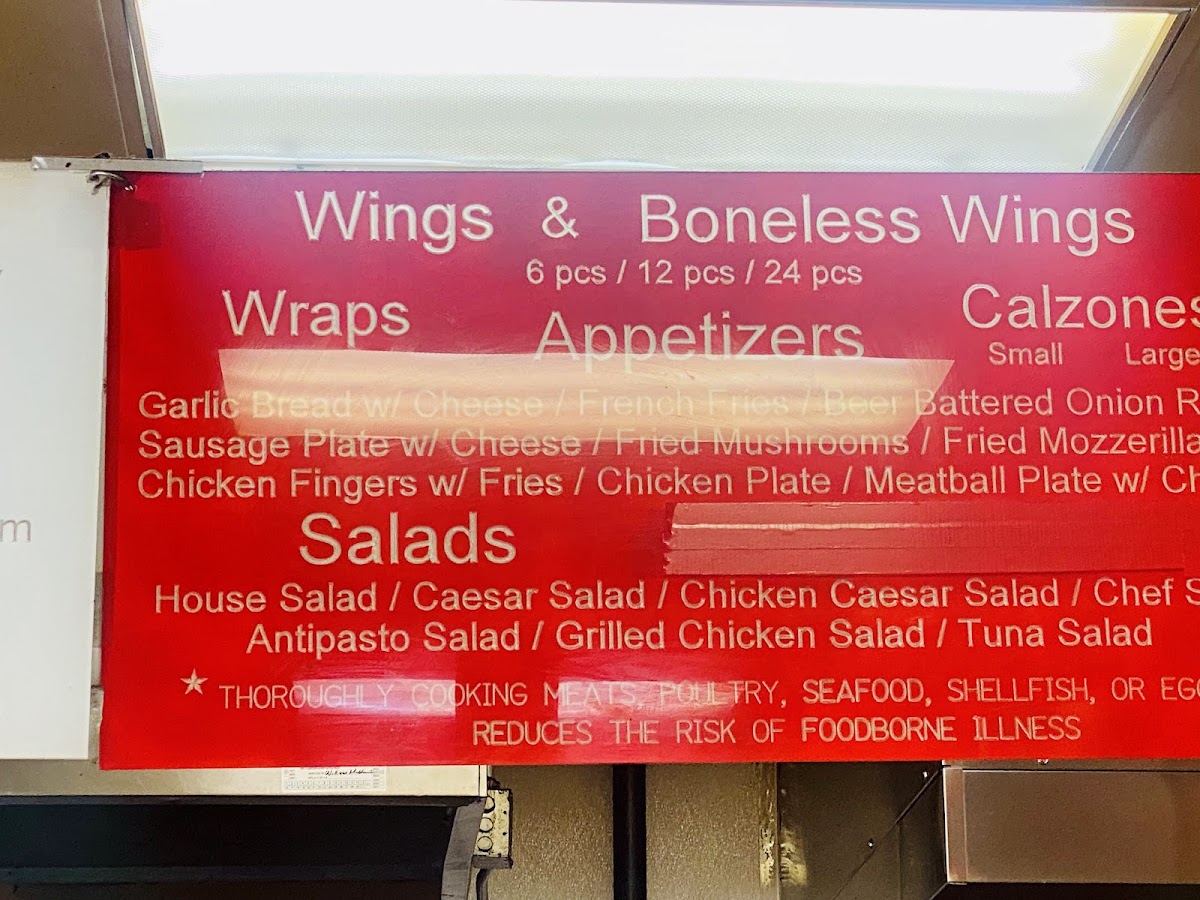 Wings & Boneless Wings
6 pcs / 12 pcs / 24 pcs
Wraps
Appetizers
Calzones
Small Large
Garlic Bread w/ Cheese / French Fries / Beer Battered Onion R
Sausage Plate w/ Cheese / Fried Mushrooms / Fried Mozzerilla
Chicken Fingers w/ Fries / Chicken Plate / Meatball Plate w/ Ch
Salads
House Salad / Caesar Salad / Chicken Caesar Salad / Chef S
Antipasto Salad / Grilled Chicken Salad / Tuna Salad
THOROUGHLY COOKING MEATS, POULTRY, SEAFOOD, SHELLFISH, OR EGG
REDUCES THE RISK OF FOODBORNE ILLNESS
m